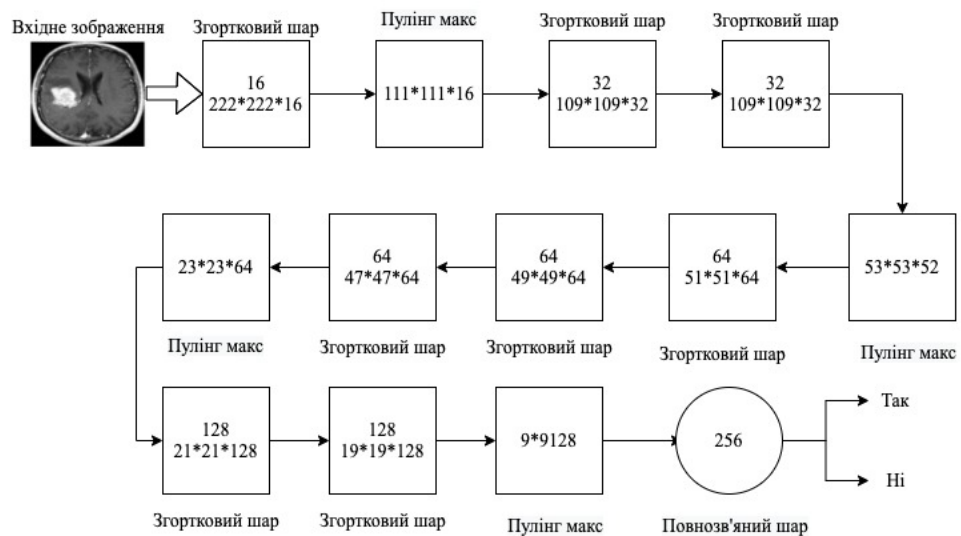 Вхідне зображення
Згортковий шар
16
222*222*16
Пулінг макс
111*111*16
Згортковий шар
32
109*109*32
Згортковий шар
32
109*109*32
53*53*52
Пулінг макс
64
51*51*64
Згортковий шар
64
49*49*64
Згортковий шар
64
47*47*64
Згортковий шар
23*23*64
Пулінг макс
128
21*21*128
Згортковий шар
128
19*19*128
Згортковий шар
9*9128
Пулінг макс
256
Повнозв'яний шар
Так
Ні